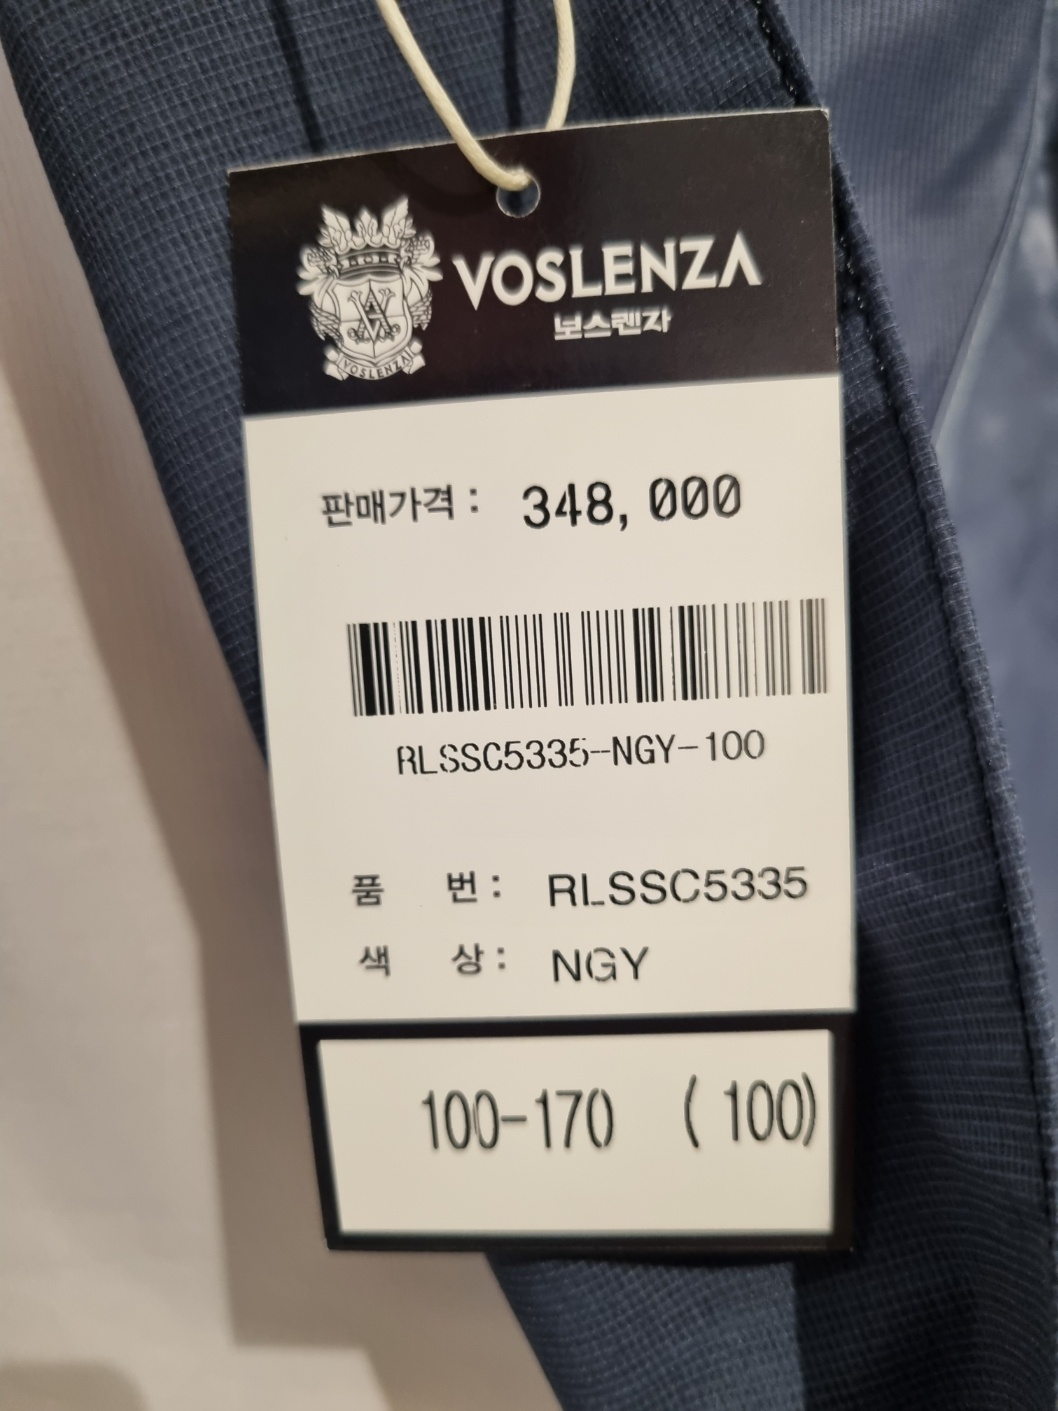 VOSLENZA
보스렌자
VOSLENZA
판매가격 : 348, 000
RLSSC5335-NGY-100
품 번 : RLSSC5335
색 상 : NGY
100-170 ( 100)